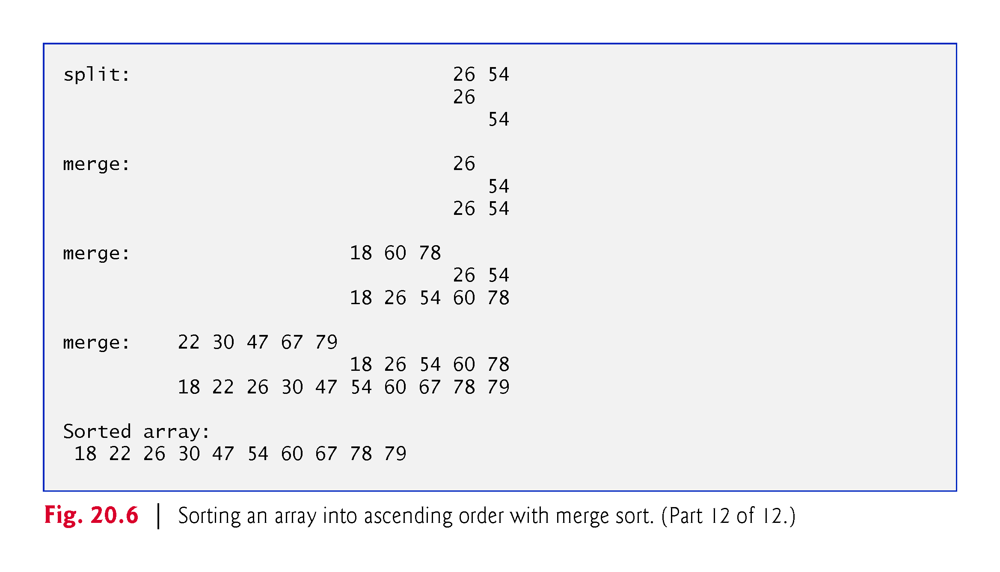 split:                             26 54
                                   26
                                      54

merge:                             26
                                      54
                                   26 54

merge:                    18 60 78
                                   26 54
                          18 26 54 60 78

merge:    22 30 47 67 79
                          18 26 54 60 78
          18 22 26 30 47 54 60 67 78 79

Sorted array:
 18 22 26 30 47 54 60 67 78 79
Fig. 20.6 | Sorting an array into ascending order with merge sort. (Part 12 of 12.)